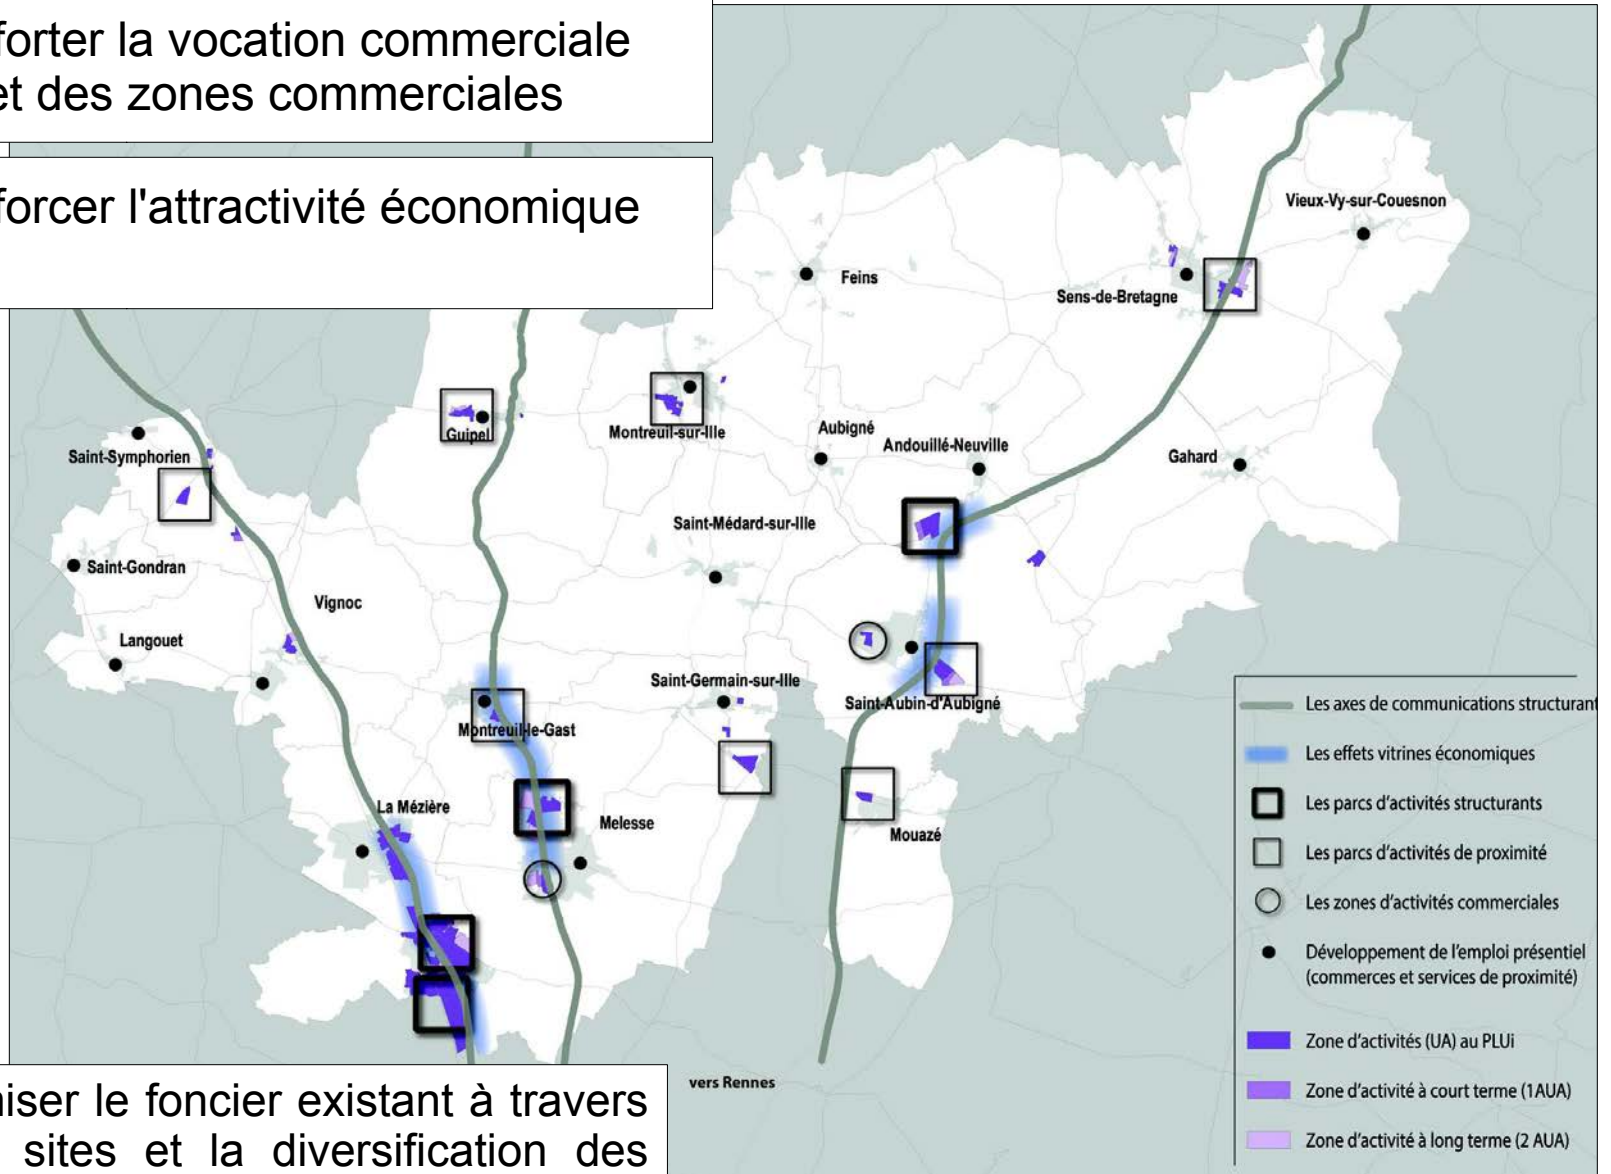 forter la vocation commerciale
et des zones commerciales
forcer l'attractivité économique
Vieux-Vy-sur-Couesnon
Feins
Sens-de-Bretagne
Guipel
Montreuil-sur-Ille
Aubigné
Andouillé-Neuville
Gahard
Saint-Symphorien
Saint-Médard-sur-Ille
Saint-Gondran
Vignoc
Langouet
Saint-Germain-sur-Ille
Saint-Aubin-d'Aubigné
Montreuil-le-Gast
La Mézière
Melesse
Mouazé
vers Rennes
Les axes de communications structurant
Les effets vitrines économiques
Les parcs d'activités structurants
Les parcs d'activités de proximité
Les zones d'activités commerciales
Développement de l'emploi présentiel
(commerces et services de proximité)
Zone d'activités (UA) au PLUi
Zone d'activité à court terme (1AUA)
Zone d'activité à long terme (2 AUA)
niser le foncier existant à travers
sites et la diversification des